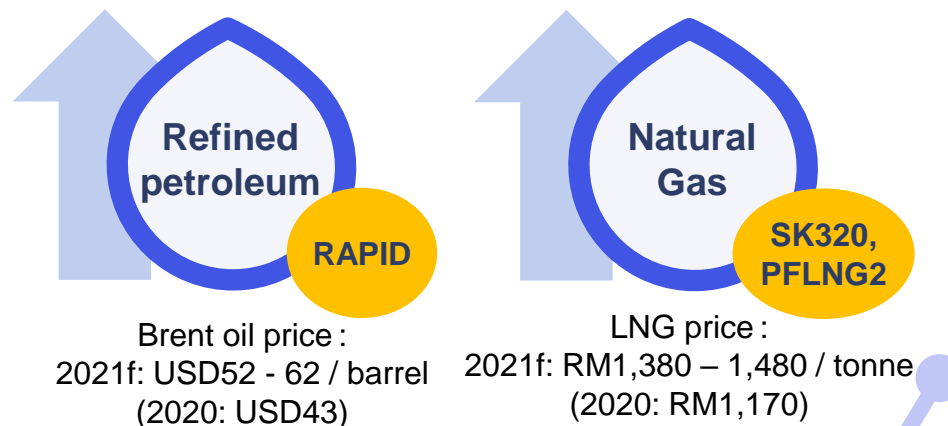 Refined
petroleum
RAPID
Brent oil price :
2021f: USD52 - 62 / barrel
(2020: USD43)
Natural
Gas
SK320,
PFLNG2
LNG price :
2021f: RM1,380 – 1,480 / tonne
(2020: RM1,170)